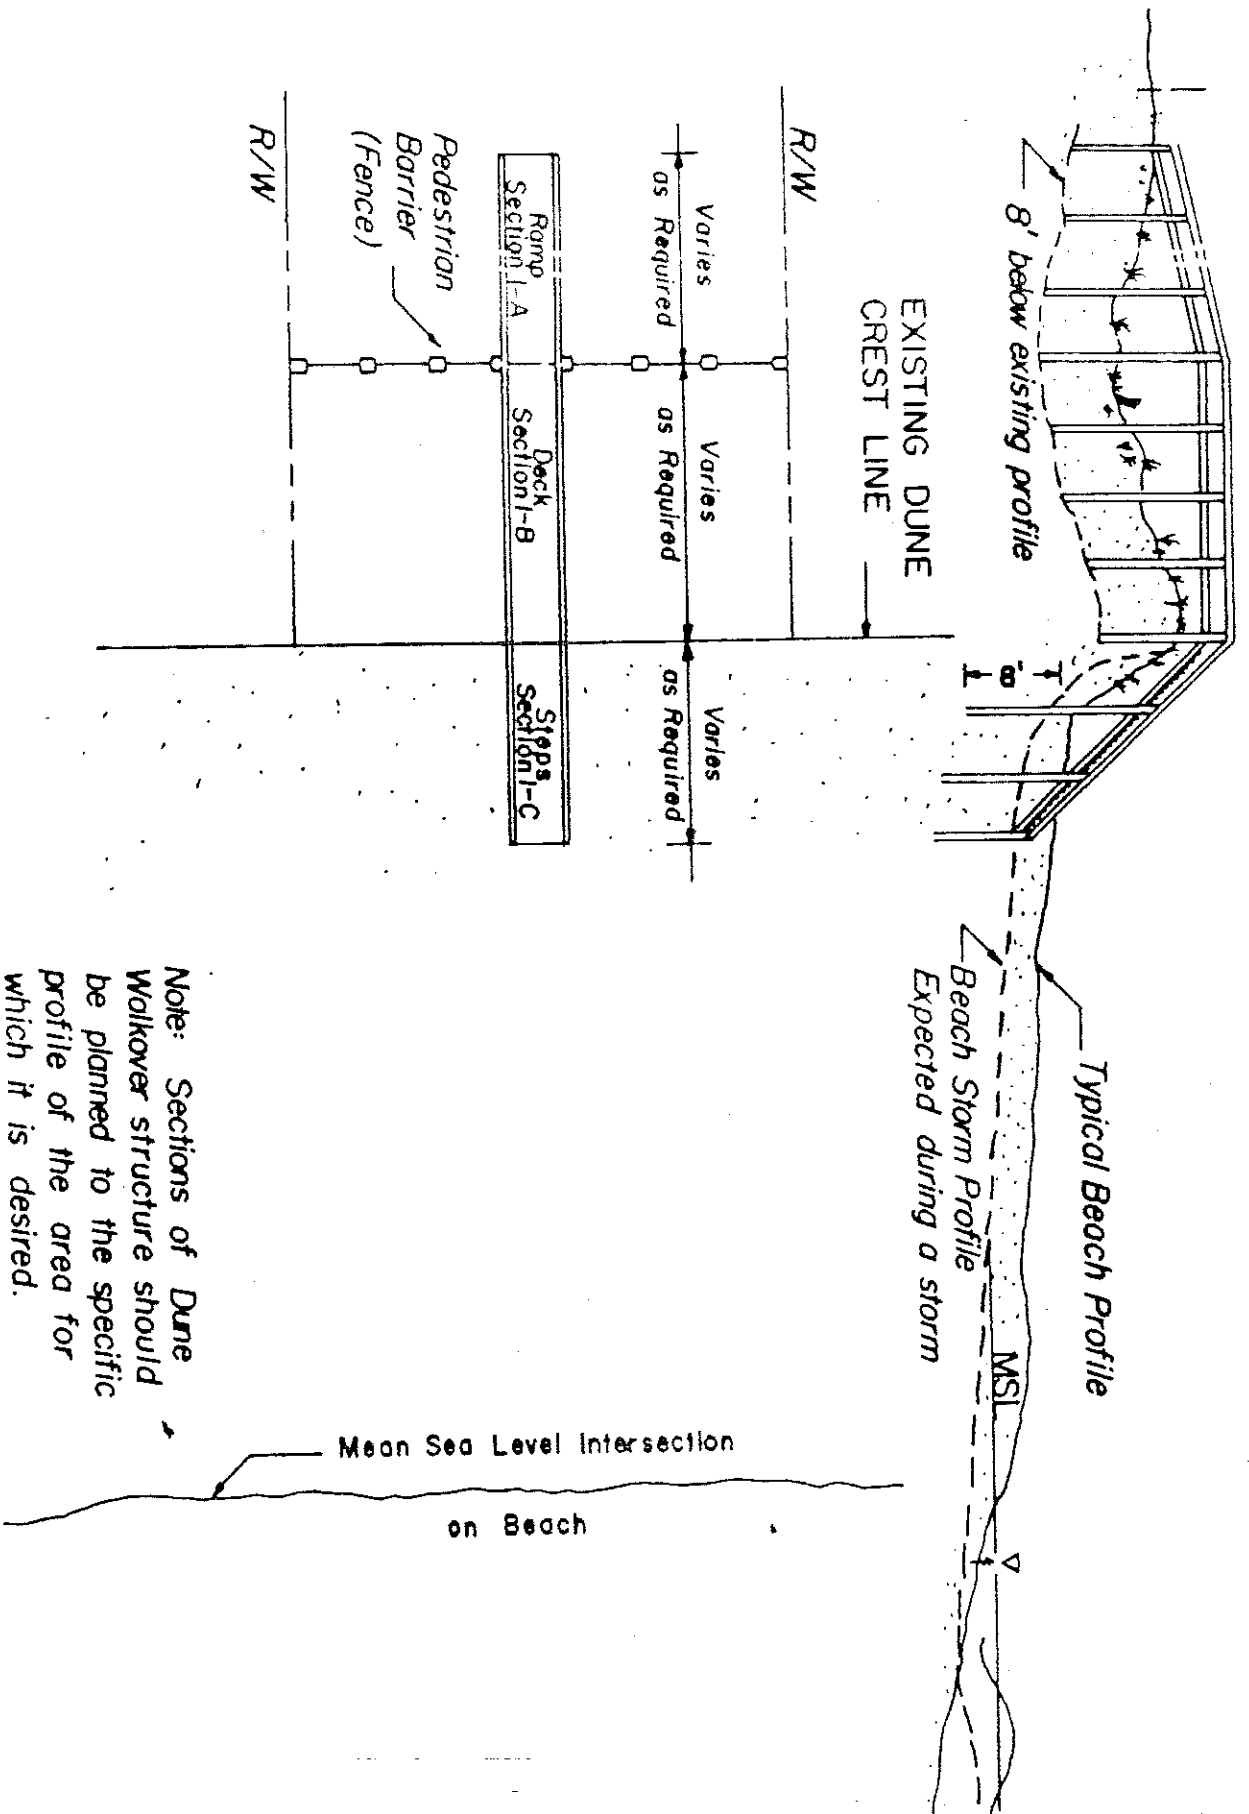 8' below existing profile
8'
Typical Beach Profile
Beach Storm Profile
Expected during a storm
MSL
EXISTING DUNE
CREST LINE
R/W
Varies
as Required
Varies
as Required
Varies
as Required
Ramp
Section I-A
Deck
Section I-B
Steps
Section I-C
Pedestrian
Barrier
(Fence)
R/W
Mean Sea Level Intersection
on Beach
Note: Sections of Dune
Walkover structure should
be planned to the specific
profile of the area for
which it is desired.